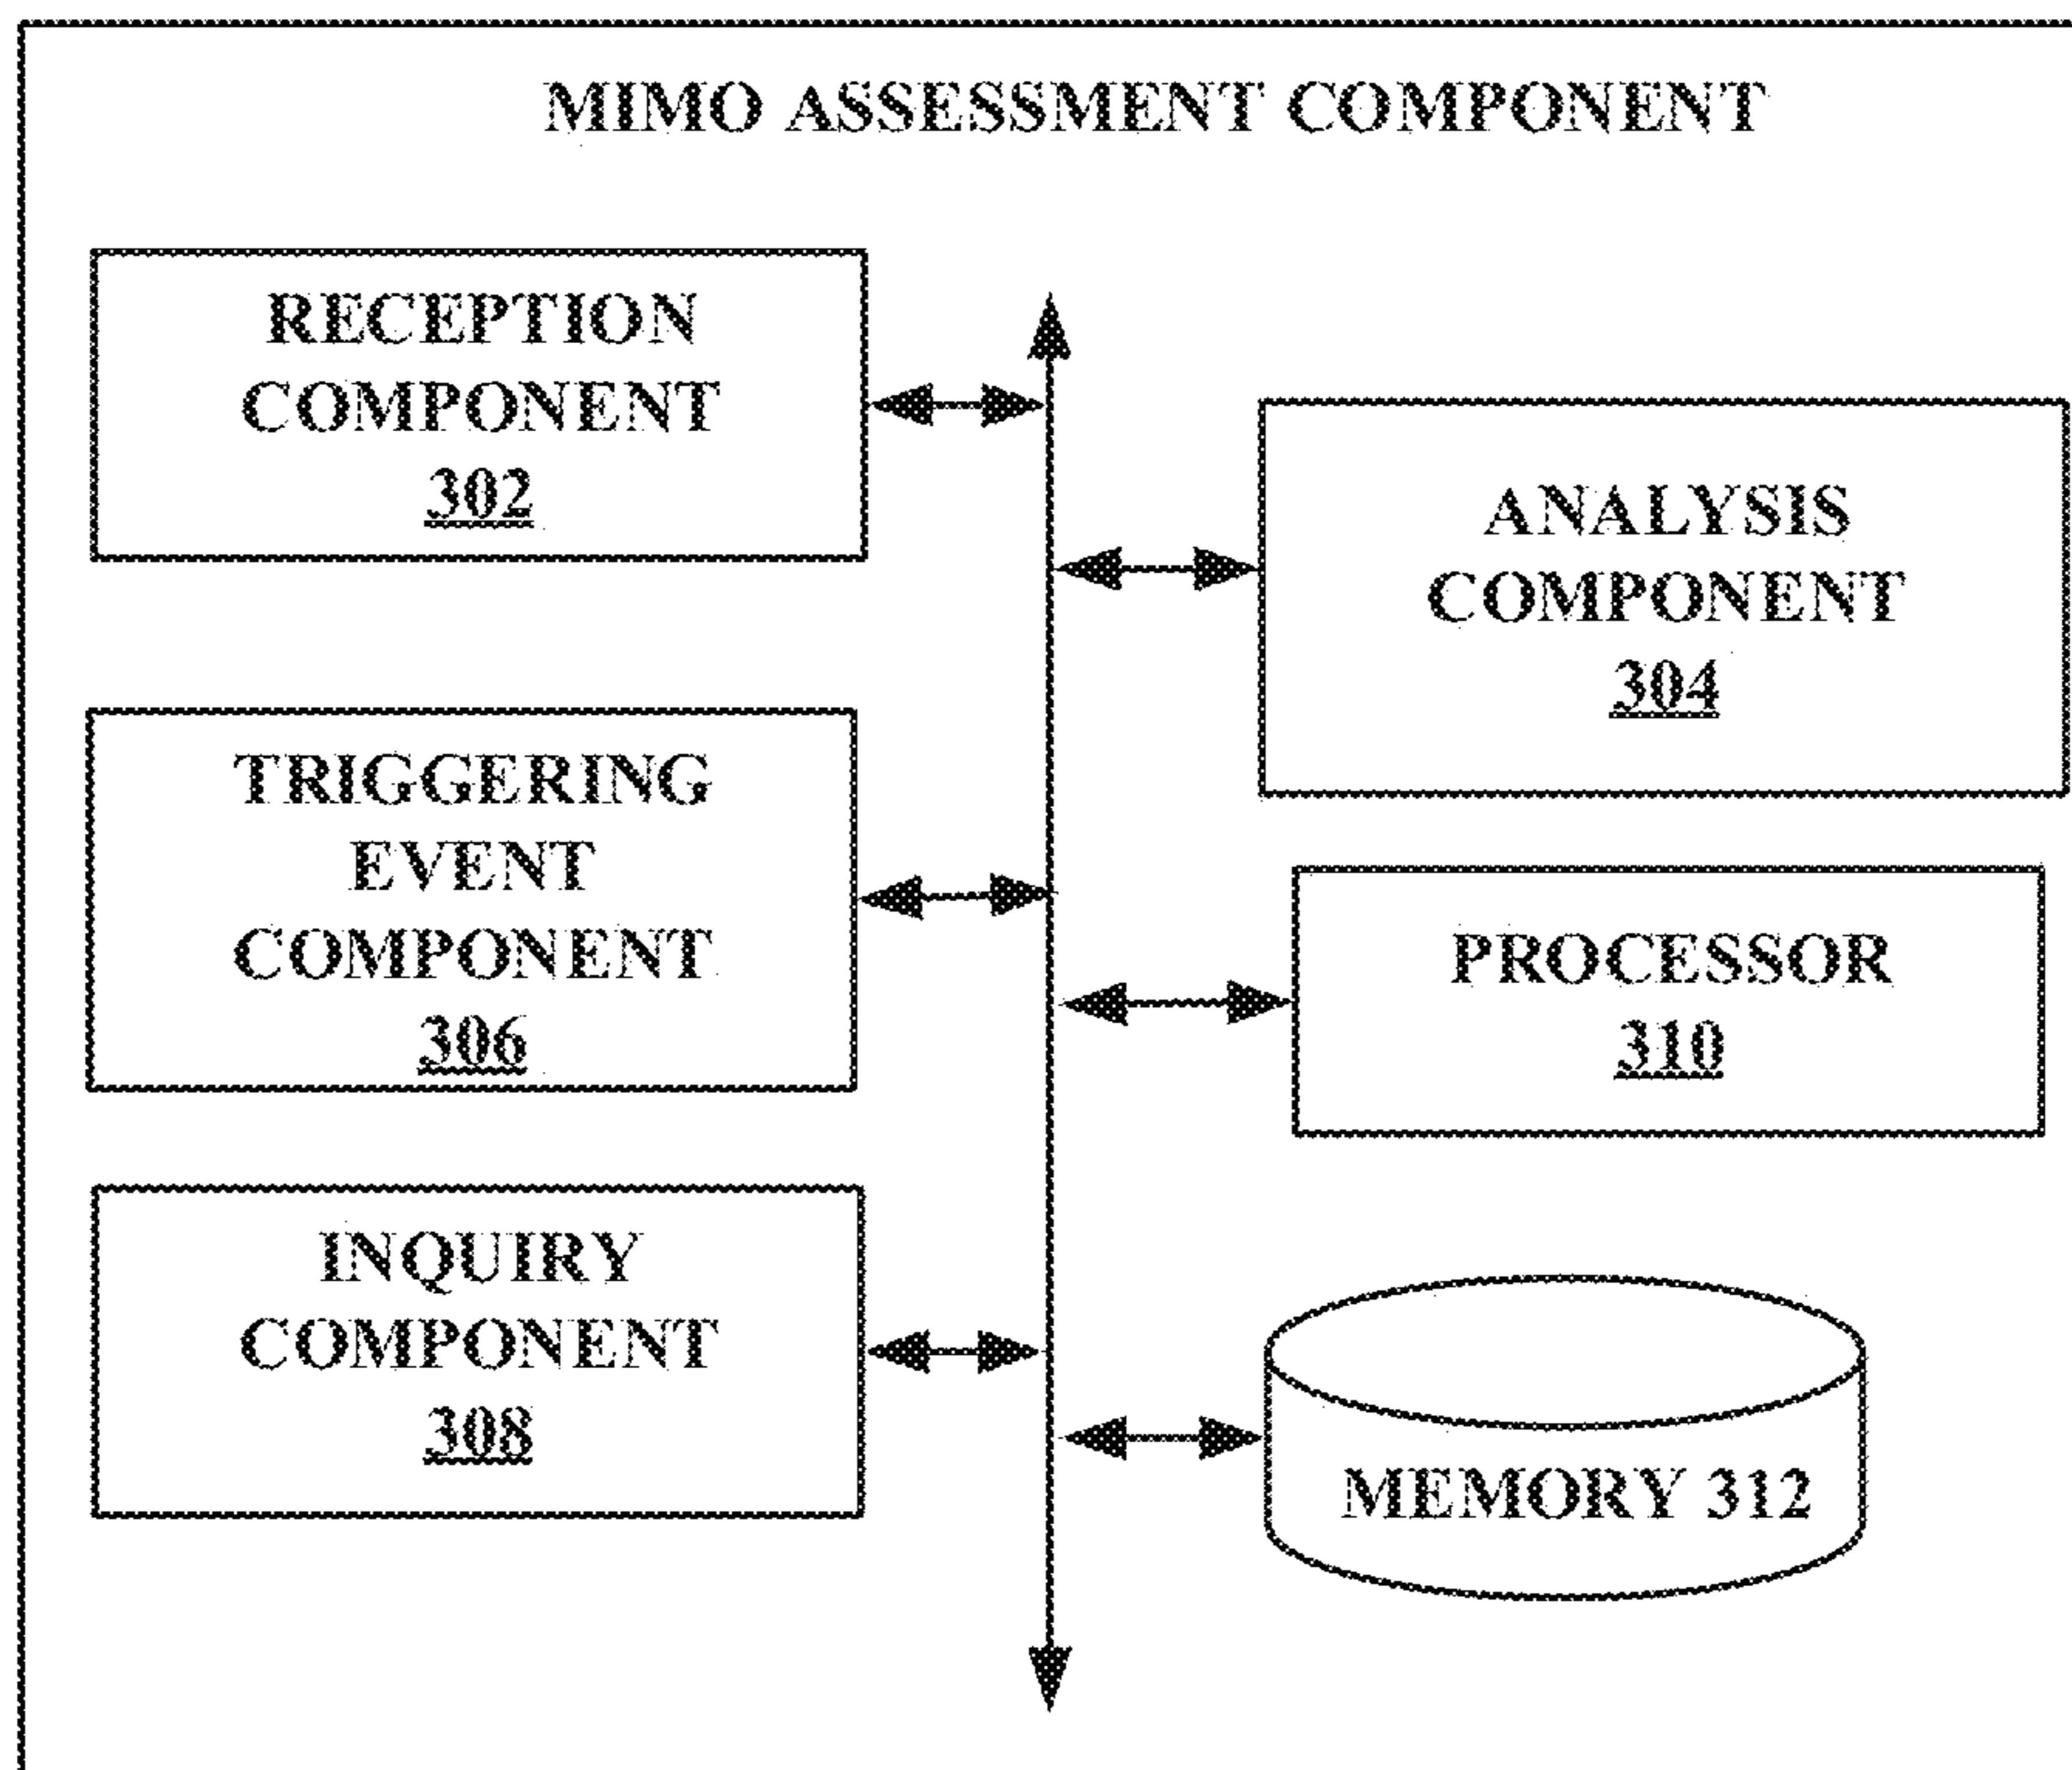 MIMO ASSESSMENT COMPONENT
RECEPTION
COMPONENT
302
ANALYSIS
COMPONENT
304
TRIGGERING
EVENT
COMPONENT
306
PROCESSOR
310
INQUIRY
COMPONENT
308
MEMORY 312